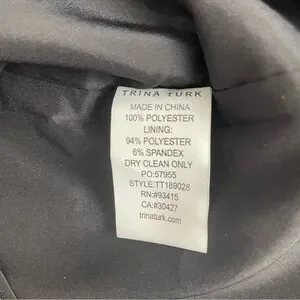 TRINA TURK
MADE IN CHINA
100% POLYESTER
LINING:
94% POLYESTER
6% SPANDEX
DRY CLEAN ONLY
PO:57955
STYLE:TT189028
RN:#93415
CA:#30427
trinaturk.com